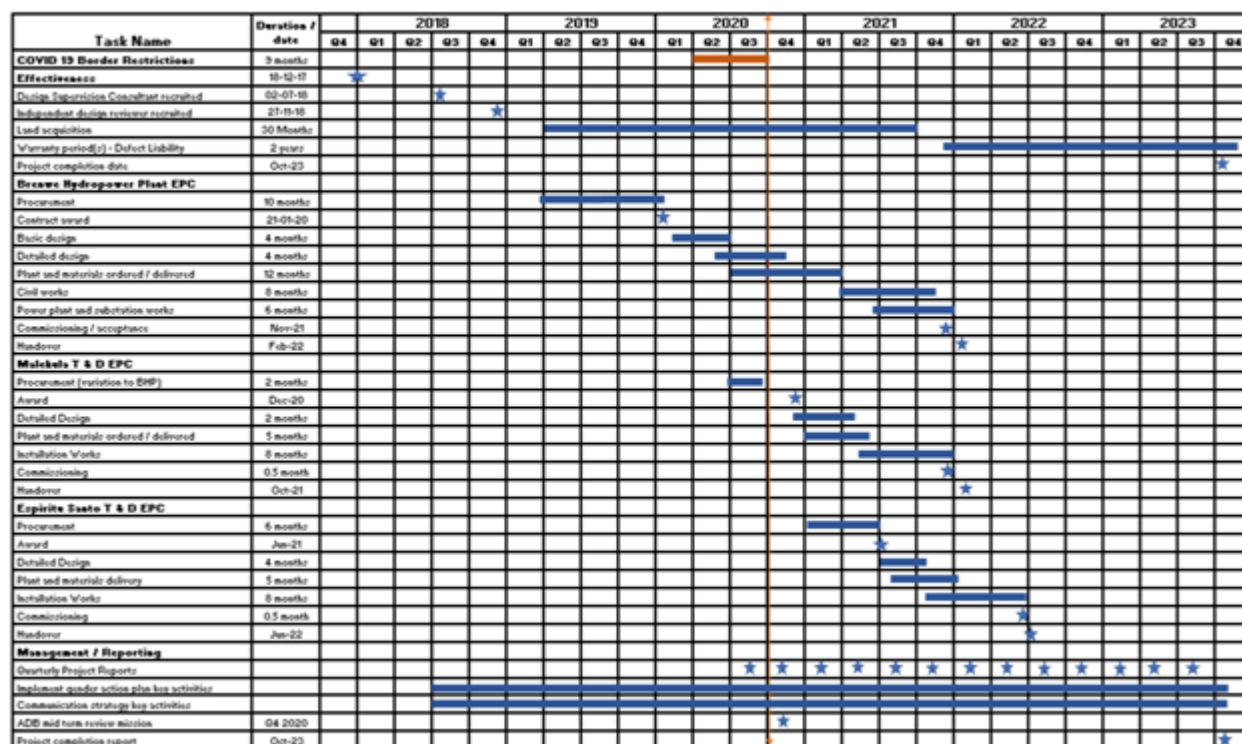 2018 2019 2020 2021 2022 2023
Task Name Duration / date Q4 Q1 Q2 Q3 Q4 Q1 Q2 Q3 Q4 Q1 Q2 Q3 Q4 Q1 Q2 Q3 Q4 Q1 Q2 Q3 Q4 Q1 Q2 Q3 Q4
COVID 19 Border Restrictions 9 months
Effectiveness 18-12-17
Design Supervision Consultant recruited 02-07-18
Independent design reviewer recruited 27-11-18
Land acquisition 30 Months
Warranty period(s) - Defect Liability 2 years
Project completion date Oct-23
Brenwe Hydropower Plant EPC
Procurement 10 months
Contract award 21-01-20
Basic design 4 months
Detailed design 4 months
Plant and materials ordered / delivered 12 months
Civil works 8 months
Power plant and substation works 6 months
Commissioning / acceptance Nov-21
Handover Feb-22
Malekula T & D EPC
Procurement (variation to BHP) 2 months
Award Dec-20
Detailed Design 2 months
Plant and materials ordered / delivered 5 months
Installation Works 8 months
Commissioning 0.5 month
Handover Oct-21
Espirito Santo T & D EPC
Procurement 6 months
Award Jun-21
Detailed Design 4 months
Plant and materials delivery 5 months
Installation Works 8 months
Commissioning 0.5 month
Handover Jun-22
Management / Reporting
Quarterly Project Reports
Implement gender action plan key activities
Communication strategy key activities
ADB mid term review mission Q4 2020
Project completion report Oct-23